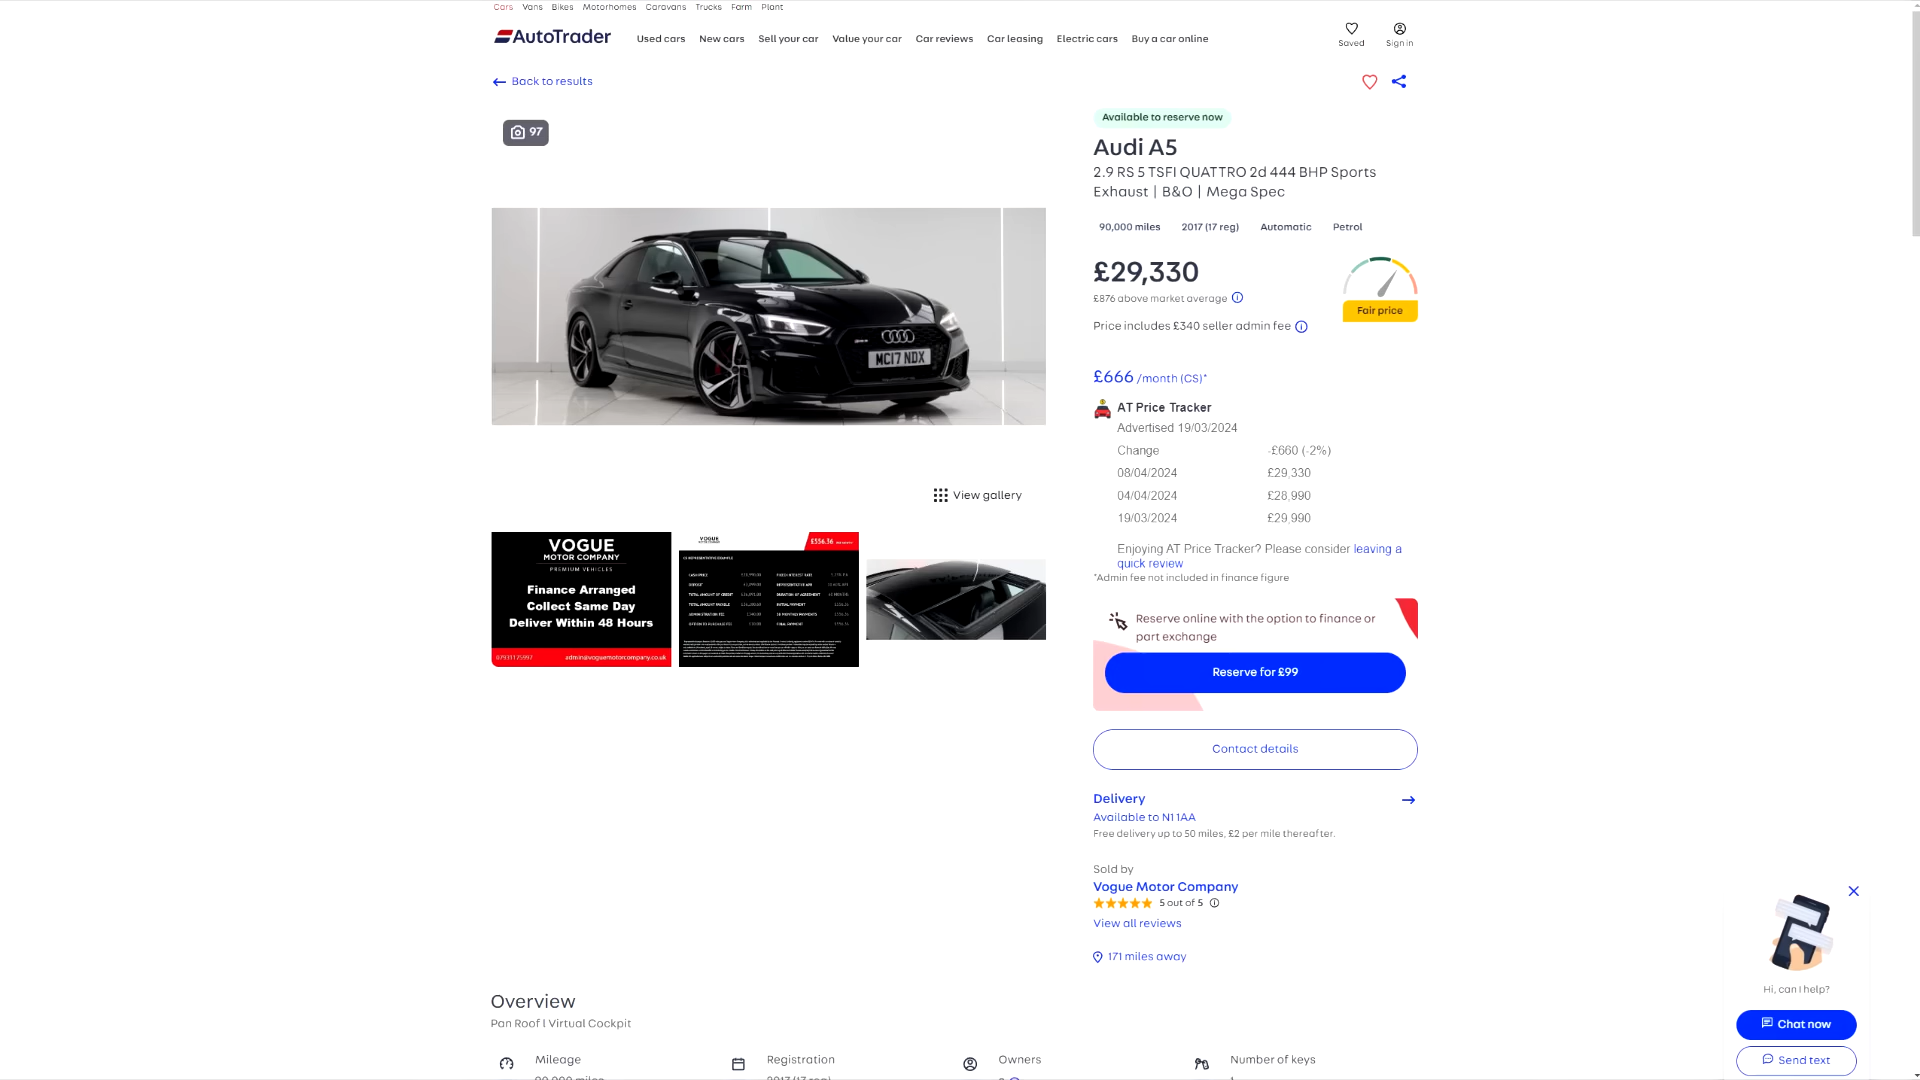 Cars Vans Bikes Motorhomes Caravans Trucks Farm Plant
AutoTrader
Used cars New cars Sell your car Value your car Car reviews Car leasing Electric cars Buy a car online
Saved
Sign in
Back to results
97
MC17 NDX
View gallery
VOGUE
MOTOR COMPANY
PREMIUM VEHICLES
Finance Arranged
Collect Same Day
Deliver Within 48 Hours
07931175997 admin@voguemotorcompany.co.uk
VOGUE
MOTOR COMPANY
£556.36
Available to reserve now
Audi A5
2.9 RS 5 TSFI QUATTRO 2d 444 BHP Sports
Exhaust | B&O | Mega Spec
90,000 miles 2017 (17 reg) Automatic Petrol
£29,330
£876 above market average
Fair price
Price includes £340 seller admin fee
£666 /month (CS)*
AT Price Tracker
Advertised 19/03/2024
Change -£660 (-2%)
08/04/2024 £29,330
04/04/2024 £28,990
19/03/2024 £29,990
Enjoying AT Price Tracker? Please consider leaving a
quick review
*Admin fee not included in finance figure
Reserve online with the option to finance or
part exchange
Reserve for £99
Contact details
Delivery
Available to N1 1AA
Free delivery up to 50 miles, £2 per mile thereafter.
Sold by
Vogue Motor Company
5 out of 5
View all reviews
171 miles away
Overview
Pan Roof l Virtual Cockpit
Mileage Registration Owners Number of keys
Hi, can I help?
Chat now
Send text